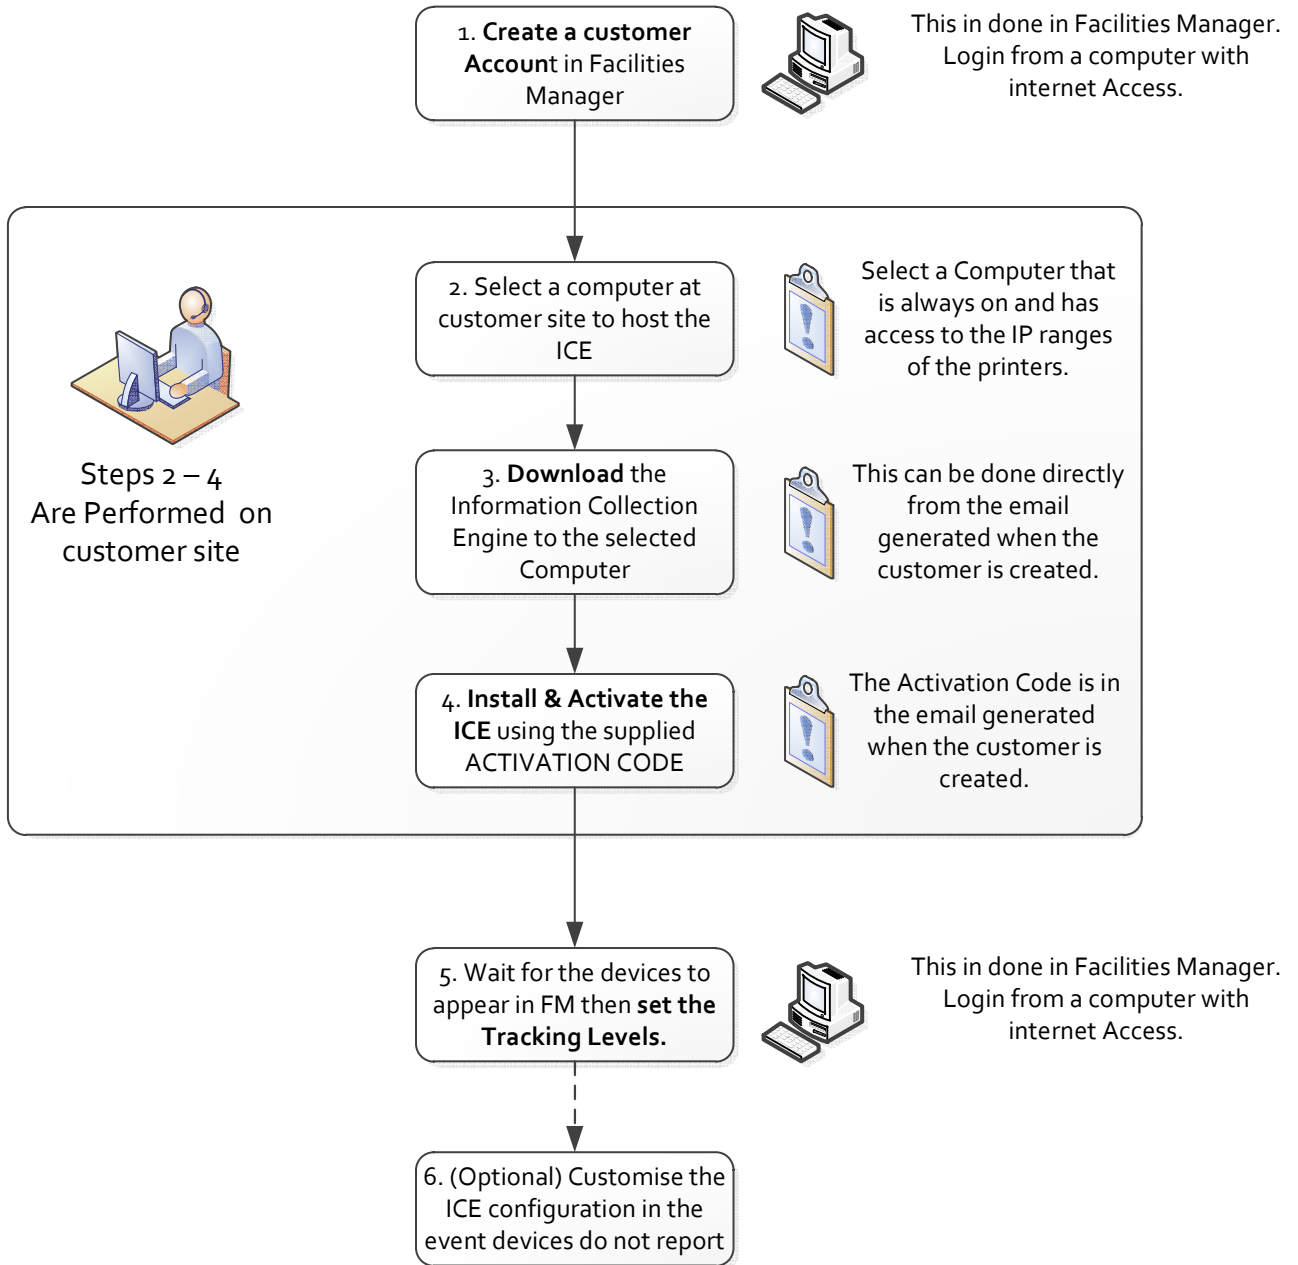 1. Create a customer
Account in Facilities
Manager
This in done in Facilities Manager.
Login from a computer with
internet Access.
2. Select a computer at
customer site to host the
ICE
Select a Computer that
is always on and has
access to the IP ranges
of the printers.
Steps 2 – 4
Are Performed on
customer site
3. Download the
Information Collection
Engine to the selected
Computer
This can be done directly
from the email
generated when the
customer is created.
4. Install & Activate the
ICE using the supplied
ACTIVATION CODE
The Activation Code is in
the email generated
when the customer is
created.
5. Wait for the devices to
appear in FM then set the
Tracking Levels.
This in done in Facilities Manager.
Login from a computer with
internet Access.
6. (Optional) Customise the
ICE configuration in the
event devices do not report